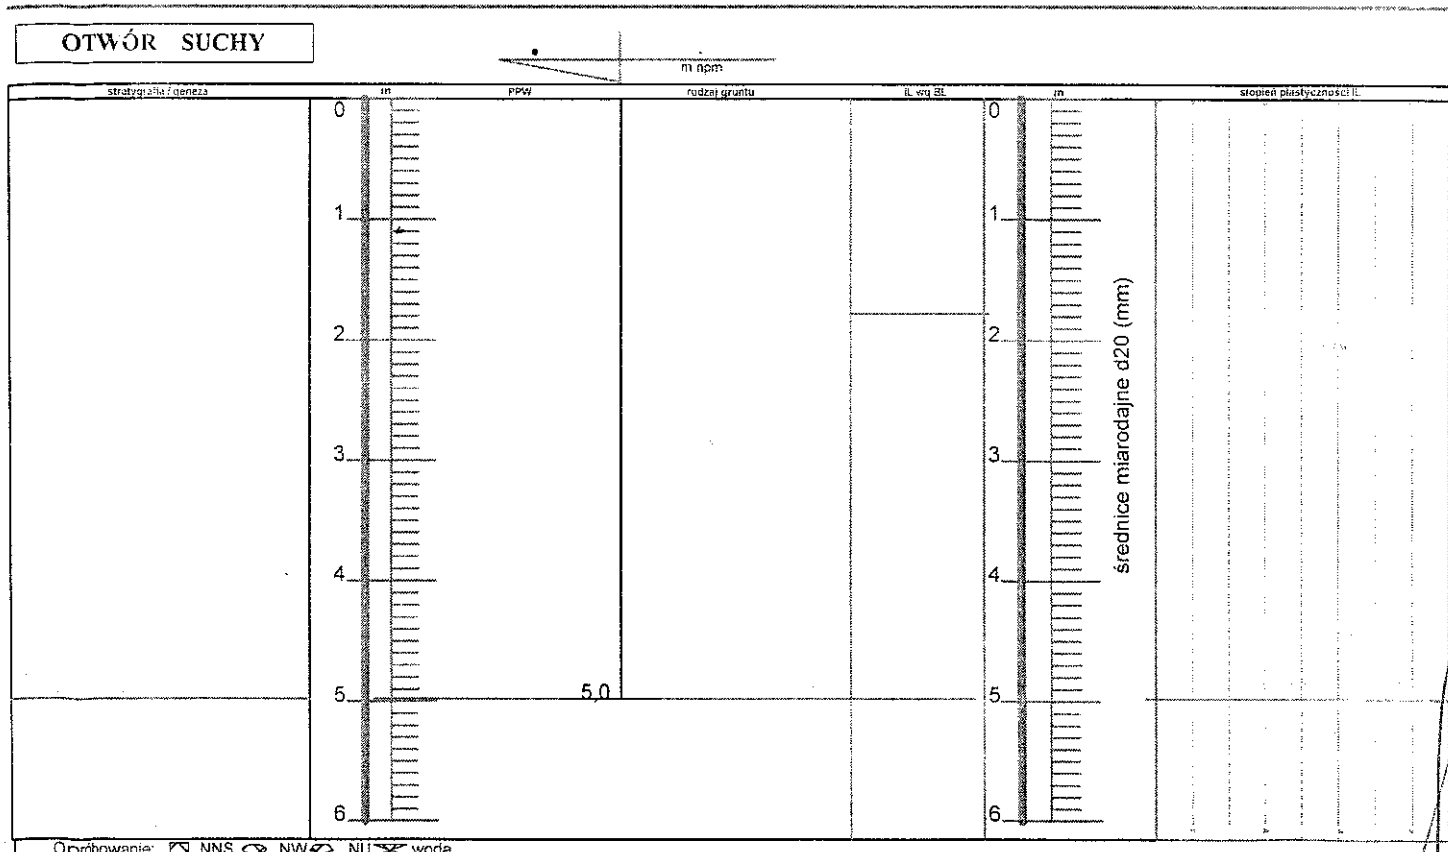 OTWÓR SUCHY
m npm
stratygrafia / geneza m PPW rodzaj gruntu IL wg BL m stopień plastyczności IL
0 0
1 1
2 2
3 3
4 4
5 5,0 5
6 6
średnice miarodajne d20 (mm)
Opróbowanie: NNS NW NU woda